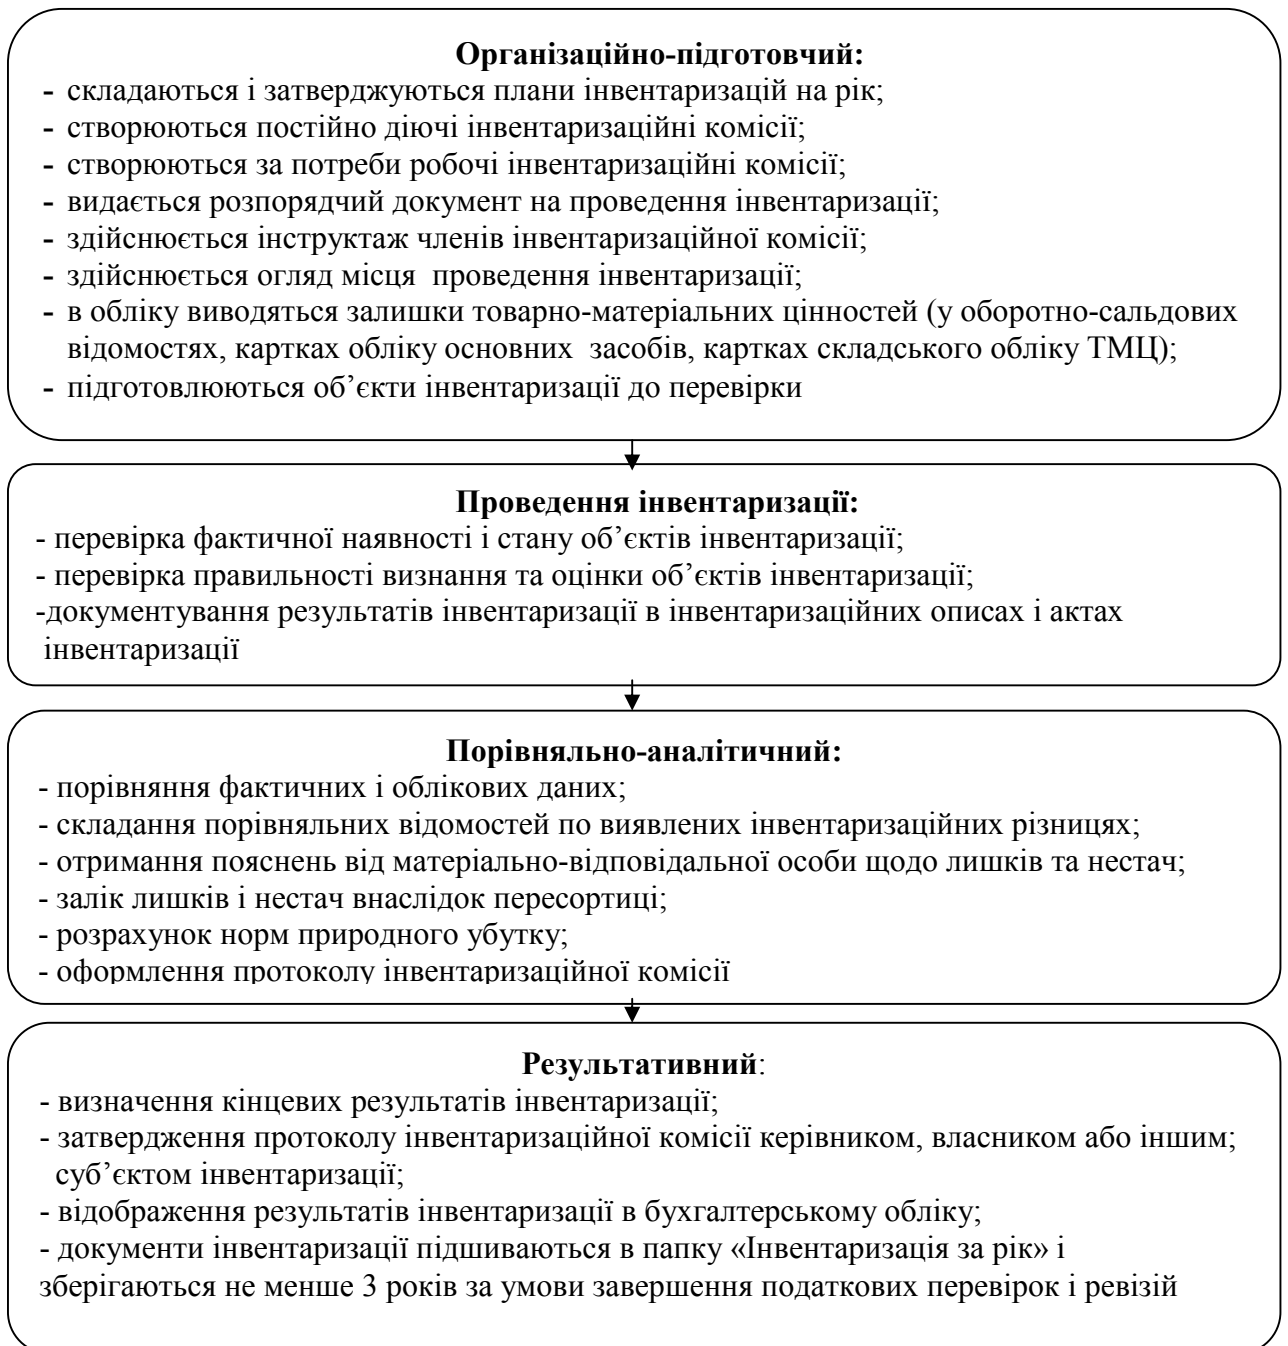 Організаційно-підготовчий:
- складаються і затверджуються плани інвентаризацій на рік;
- створюються постійно діючі інвентаризаційні комісії;
- створюються за потреби робочі інвентаризаційні комісії;
- видається розпорядчий документ на проведення інвентаризації;
- здійснюється інструктаж членів інвентаризаційної комісії;
- здійснюється огляд місця проведення інвентаризації;
- в обліку виводяться залишки товарно-матеріальних цінностей (у оборотно-сальдових
відомостях, картках обліку основних засобів, картках складського обліку ТМЦ);
- підготовлюються об’єкти інвентаризації до перевірки
Проведення інвентаризації:
- перевірка фактичної наявності і стану об’єктів інвентаризації;
- перевірка правильності визнання та оцінки об’єктів інвентаризації;
-документування результатів інвентаризації в інвентаризаційних описах і актах
інвентаризації
Порівняльно-аналітичний:
- порівняння фактичних і облікових даних;
- складання порівняльних відомостей по виявлених інвентаризаційних різницях;
- отримання пояснень від матеріально-відповідальної особи щодо лишків та нестач;
- залік лишків і нестач внаслідок пересортиці;
- розрахунок норм природного убутку;
- оформлення протоколу інвентаризаційної комісії
Результативний:
- визначення кінцевих результатів інвентаризації;
- затвердження протоколу інвентаризаційної комісії керівником, власником або іншим;
суб’єктом інвентаризації;
- відображення результатів інвентаризації в бухгалтерському обліку;
- документи інвентаризації підшиваються в папку «Інвентаризація за рік» і
зберігаються не менше 3 років за умови завершення податкових перевірок і ревізій